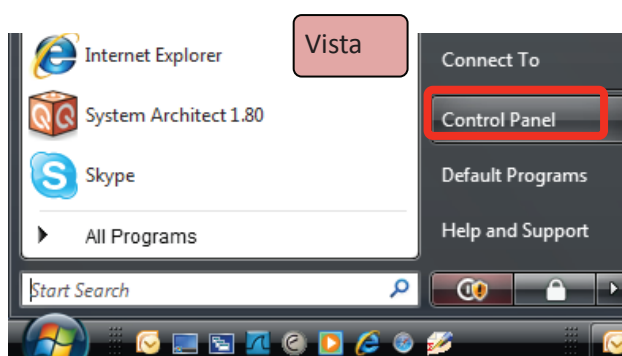 Vista
Internet Explorer
Connect To
System Architect 1.80
Control Panel
Skype
Default Programs
All Programs
Help and Support
Start Search